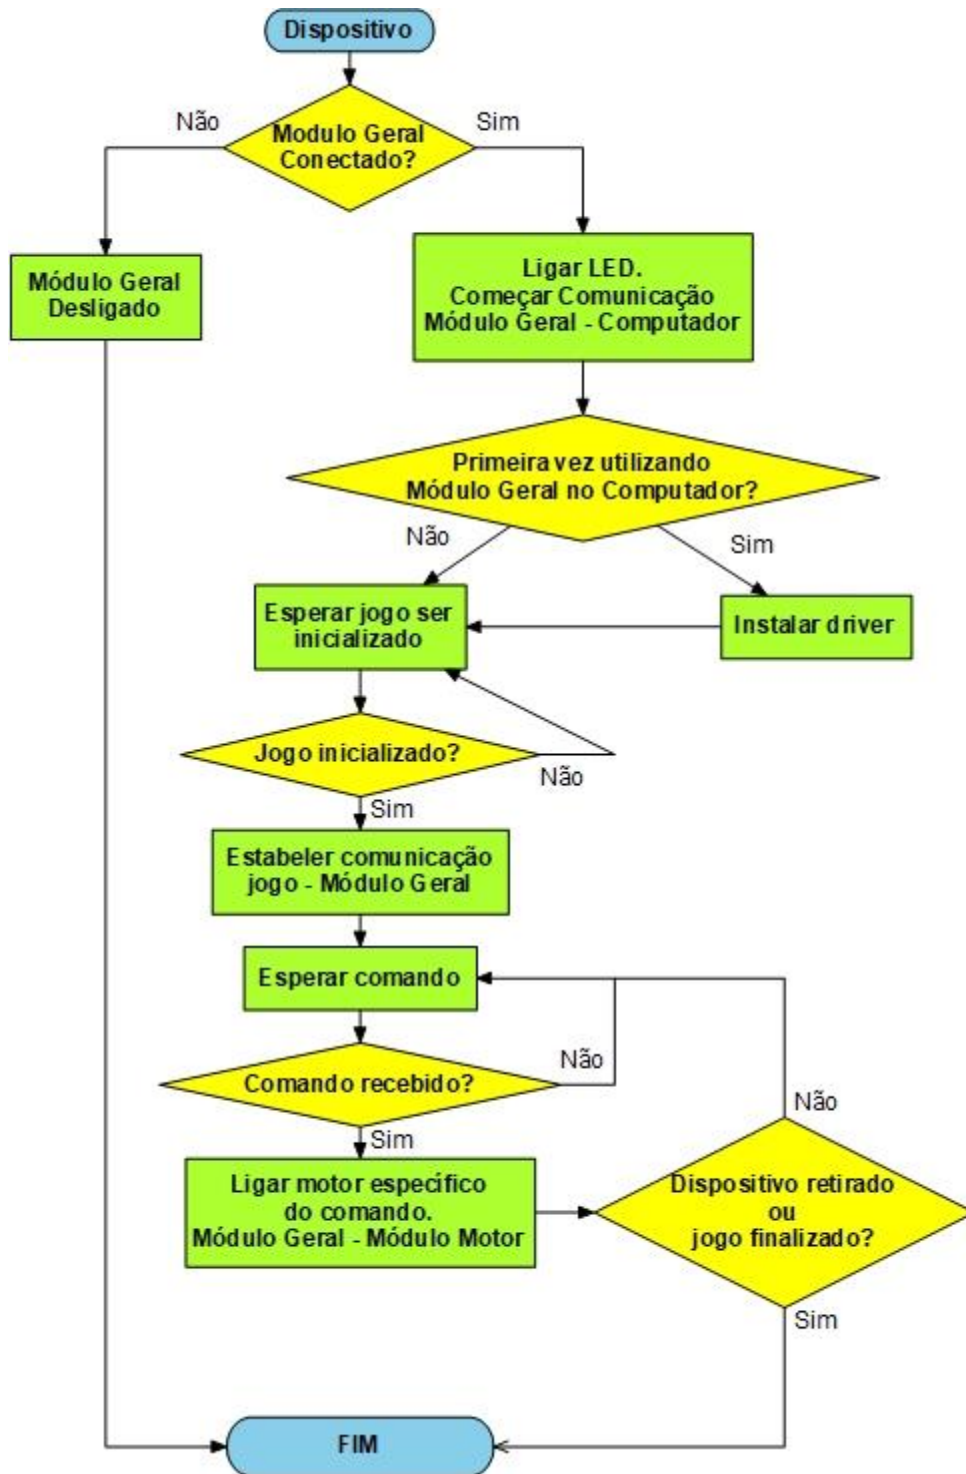 Dispositivo
Não
Sim
Modulo Geral
Conectado?
Módulo Geral
Desligado
Ligar LED.
Começar Comunicação
Módulo Geral - Computador
Primeira vez utilizando
Módulo Geral no Computador?
Não
Sim
Esperar jogo ser
inicializado
Instalar driver
Jogo inicializado?
Não
Sim
Estabeler comunicação
jogo - Módulo Geral
Esperar comando
Não
Comando recebido?
Não
Sim
Ligar motor específico
do comando.
Módulo Geral - Módulo Motor
Dispositivo retirado
ou
jogo finalizado?
Sim
FIM